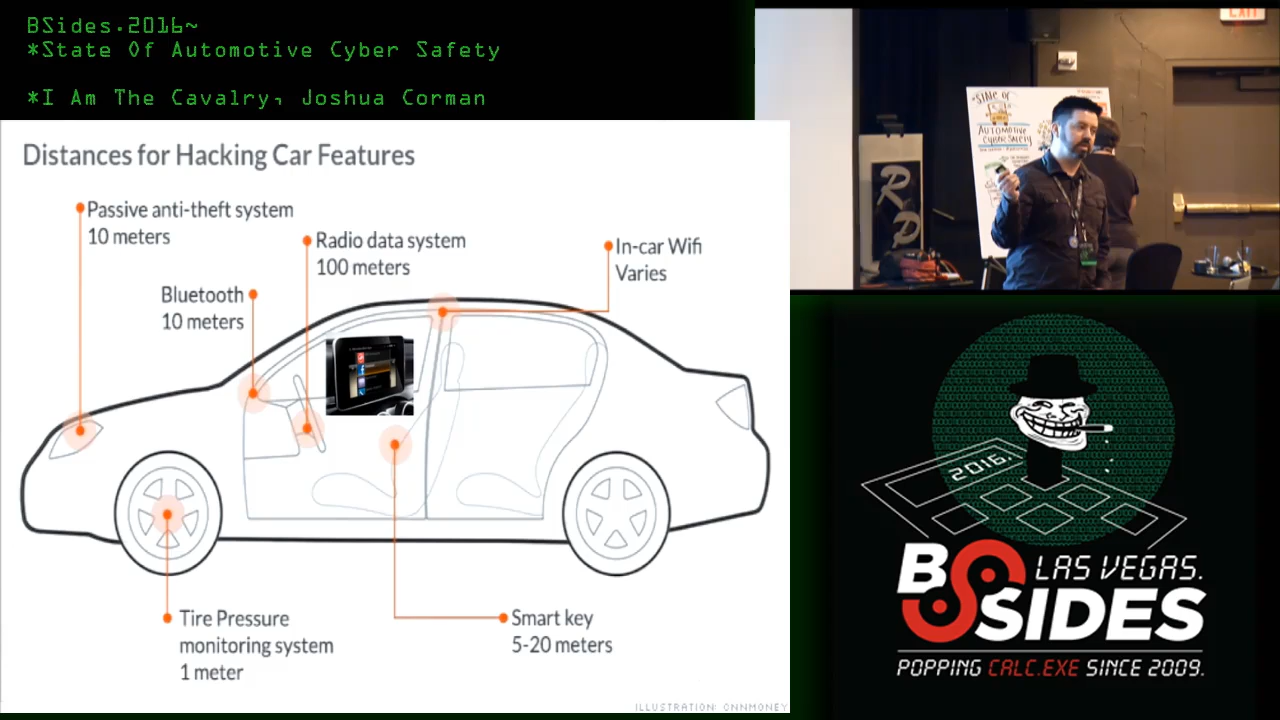 BSides.2016~
*State Of Automotive Cyber Safety
*I Am The Cavalry, Joshua Corman
Distances for Hacking Car Features
Passive anti-theft system
10 meters
Radio data system
100 meters
In-car Wifi
Varies
Bluetooth
10 meters
Tire Pressure
monitoring system
1 meter
Smart key
5-20 meters
ILLUSTRATION: CNNMONEY
EXIT
AUTOMOTIVE
CYBER SAFETY
2016.
BSIDES
LAS VEGAS.
POPPING CALC.EXE SINCE 2009.